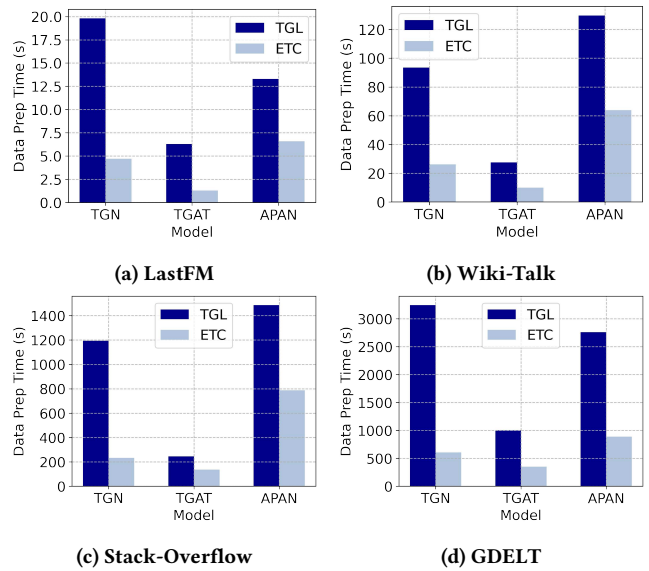 20.0
17.5
15.0
12.5
10.0
7.5
5.0
2.5
0.0
Data Prep Time (s)
TGL
ETC
TGN TGAT APAN
Model
(a) LastFM
120
100
80
60
40
20
0
Data Prep Time (s)
TGL
ETC
TGN TGAT APAN
Model
(b) Wiki-Talk
1400
1200
1000
800
600
400
200
0
Data Prep Time (s)
TGL
ETC
TGN TGAT APAN
Model
(c) Stack-Overflow
3000
2500
2000
1500
1000
500
0
Data Prep Time (s)
TGL
ETC
TGN TGAT APAN
Model
(d) GDELT